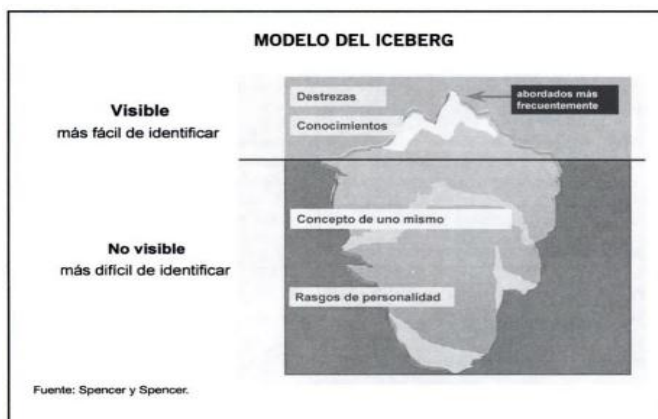 MODELO DEL ICEBERG
Visible
más fácil de identificar
Destrezas
Conocimientos
abordados más
frecuentemente
No visible
más difícil de identificar
Concepto de uno mismo
Rasgos de personalidad
Fuente: Spencer y Spencer.